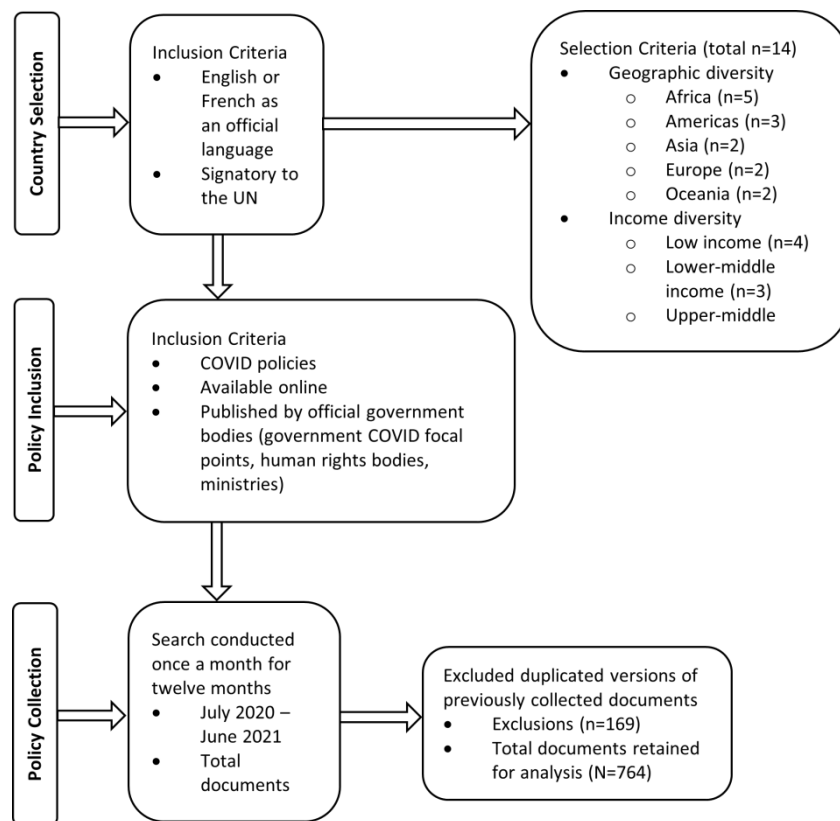 Country Selection
Inclusion Criteria
• English or
French as
an official
language
• Signatory to
the UN
Selection Criteria (total n=14)
• Geographic diversity
o Africa (n=5)
o Americas (n=3)
o Asia (n=2)
o Europe (n=2)
o Oceania (n=2)
• Income diversity
o Low income (n=4)
o Lower-middle
income (n=3)
o Upper-middle
Policy Inclusion
Inclusion Criteria
• COVID policies
• Available online
• Published by official government
bodies (government COVID focal
points, human rights bodies,
ministries)
Policy Collection
Search conducted
once a month for
twelve months
• July 2020 –
June 2021
• Total
documents
Excluded duplicated versions of
previously collected documents
• Exclusions (n=169)
• Total documents retained
for analysis (N=764)